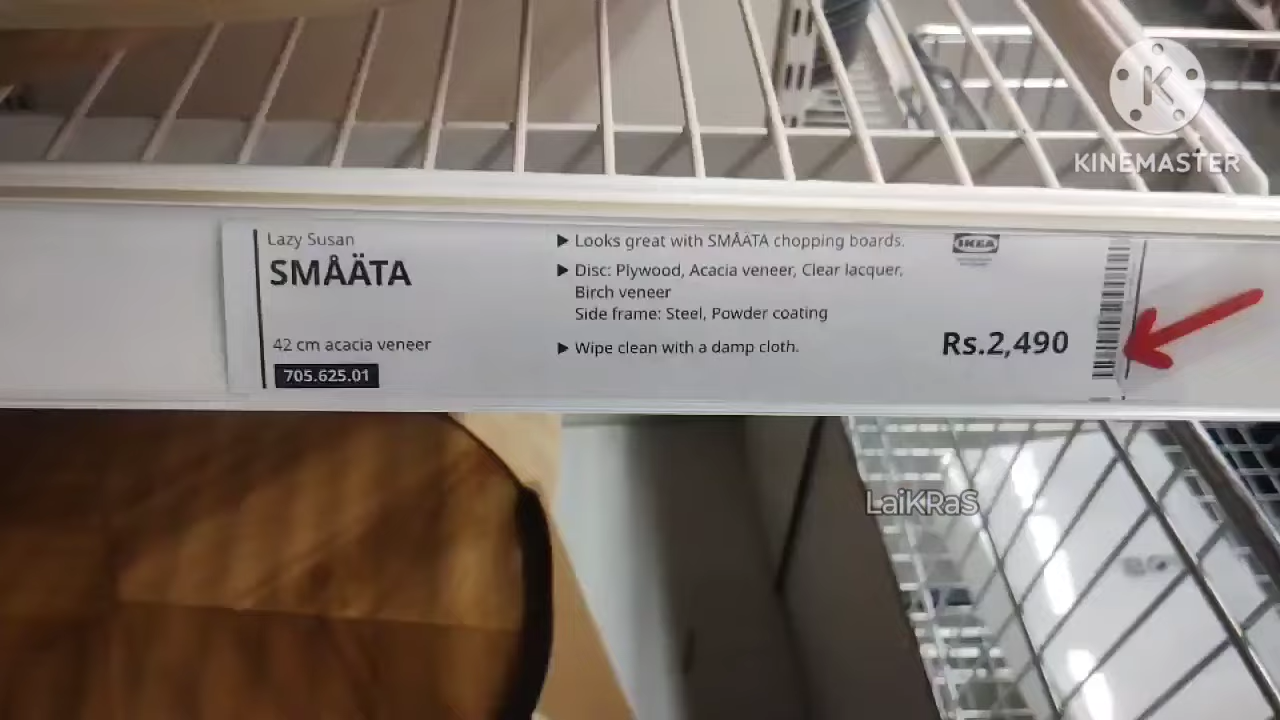 KINEMASTER
Lazy Susan
SMÅÄTA
42 cm acacia veneer
705.625.01
▶ Looks great with SMÅÄTA chopping boards.
▶ Disc: Plywood, Acacia veneer, Clear lacquer,
Birch veneer
Side frame: Steel, Powder coating
▶ Wipe clean with a damp cloth.
IKEA
Rs.2,490
LaiKRaS